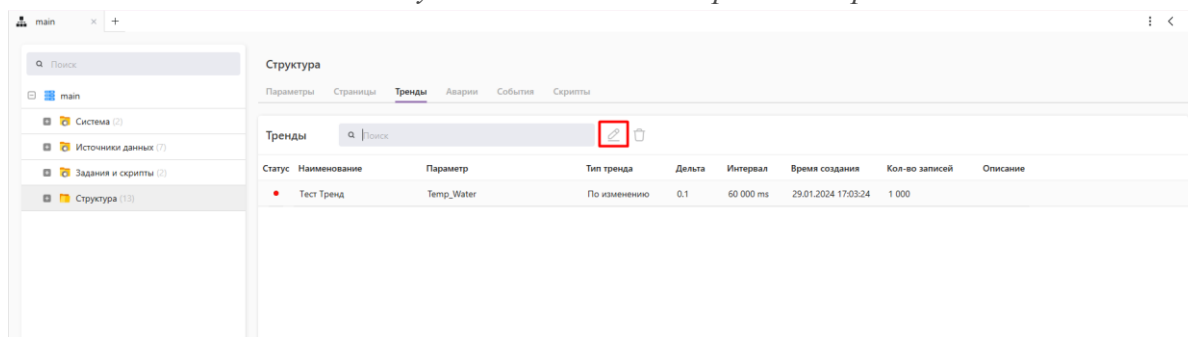 main × +
Поиск
main
Система (2)
Источники данных (7)
Задания и скрипты (2)
Структура (13)
Структура
Параметры Страницы Тренды Аварии События Скрипты
Тренды Поиск
Статус Наименование Параметр Тип тренда Дельта Интервал Время создания Кол-во записей Описание
Тест Тренд Temp_Water По изменению 0.1 60 000 ms 29.01.2024 17:03:24 1 000